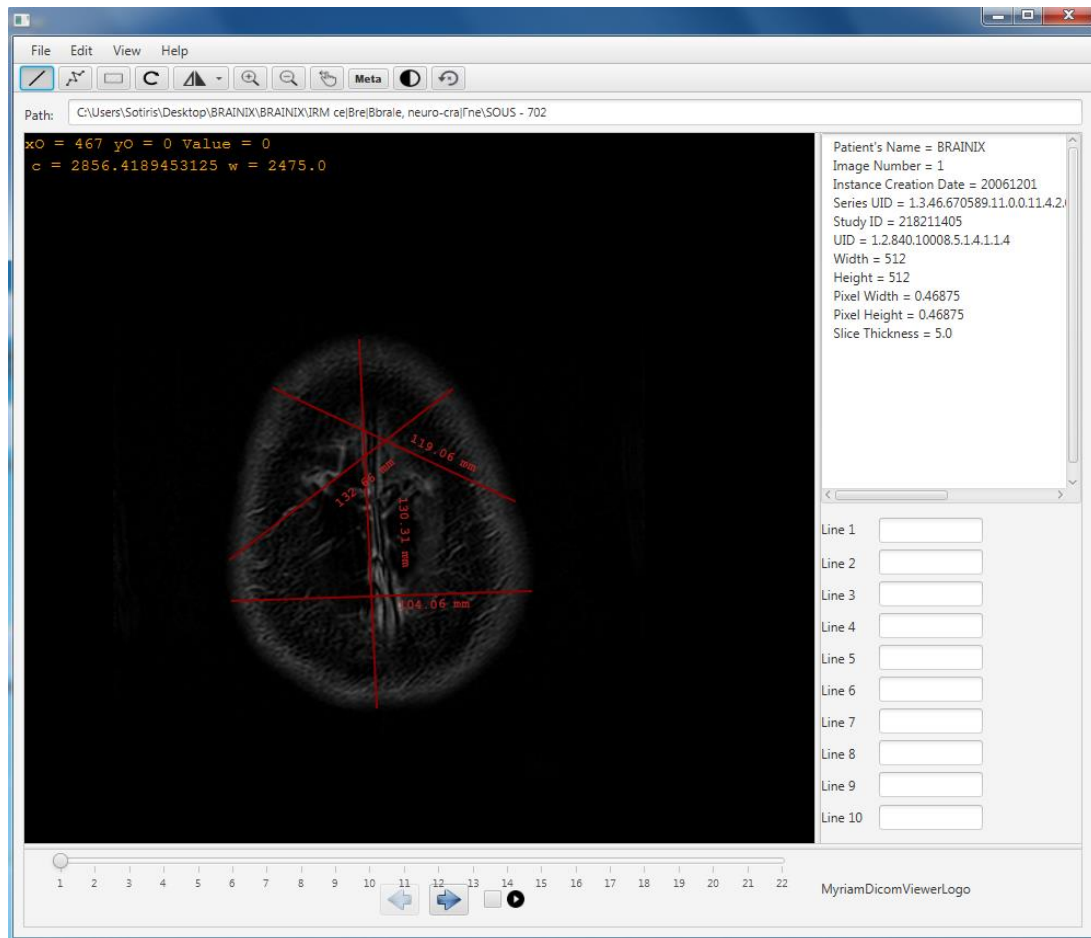 File Edit View Help
Meta
Path: C:\Users\Sotiris\Desktop\BRAINIX\BRAINIX\IRM ce|Bre|Bbrale, neuro-cra|Γne\SOUS - 702
xO = 467 yO = 0 Value = 0
c = 2856.4189453125 w = 2475.0
119.06 mm
132.66 mm
130.31 mm
104.06 mm
Patient's Name = BRAINIX
Image Number = 1
Instance Creation Date = 20061201
Series UID = 1.3.46.670589.11.0.0.11.4.2.
Study ID = 218211405
UID = 1.2.840.10008.5.1.4.1.1.4
Width = 512
Height = 512
Pixel Width = 0.46875
Pixel Height = 0.46875
Slice Thickness = 5.0
Line 1
Line 2
Line 3
Line 4
Line 5
Line 6
Line 7
Line 8
Line 9
Line 10
1 2 3 4 5 6 7 8 9 10 11 12 13 14 15 16 17 18 19 20 21 22
MyriamDicomViewerLogo